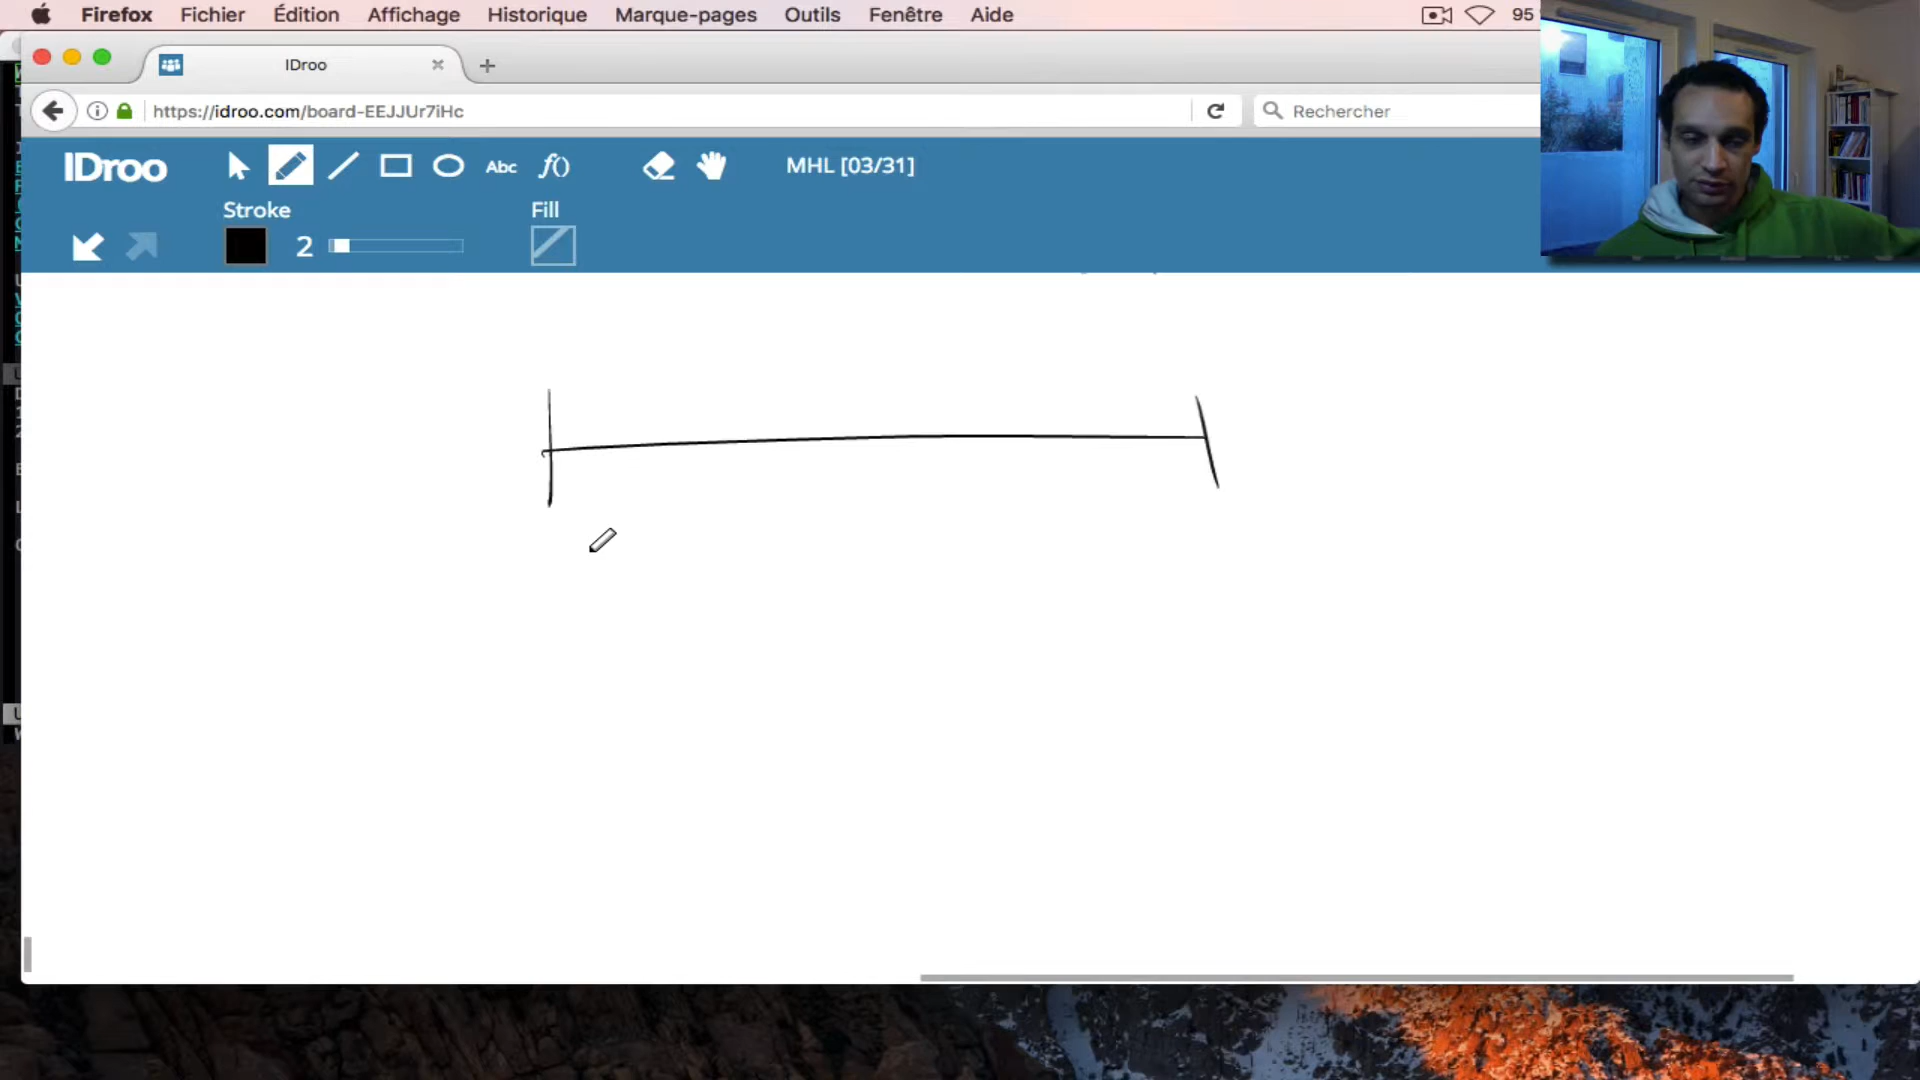 Firefox Fichier Édition Affichage Historique Marque-pages Outils Fenêtre Aide 95
IDroo
https://idroo.com/board-EEJJUr7iHc
Rechercher
IDroo Abc f() MHL [03/31]
Stroke Fill
2